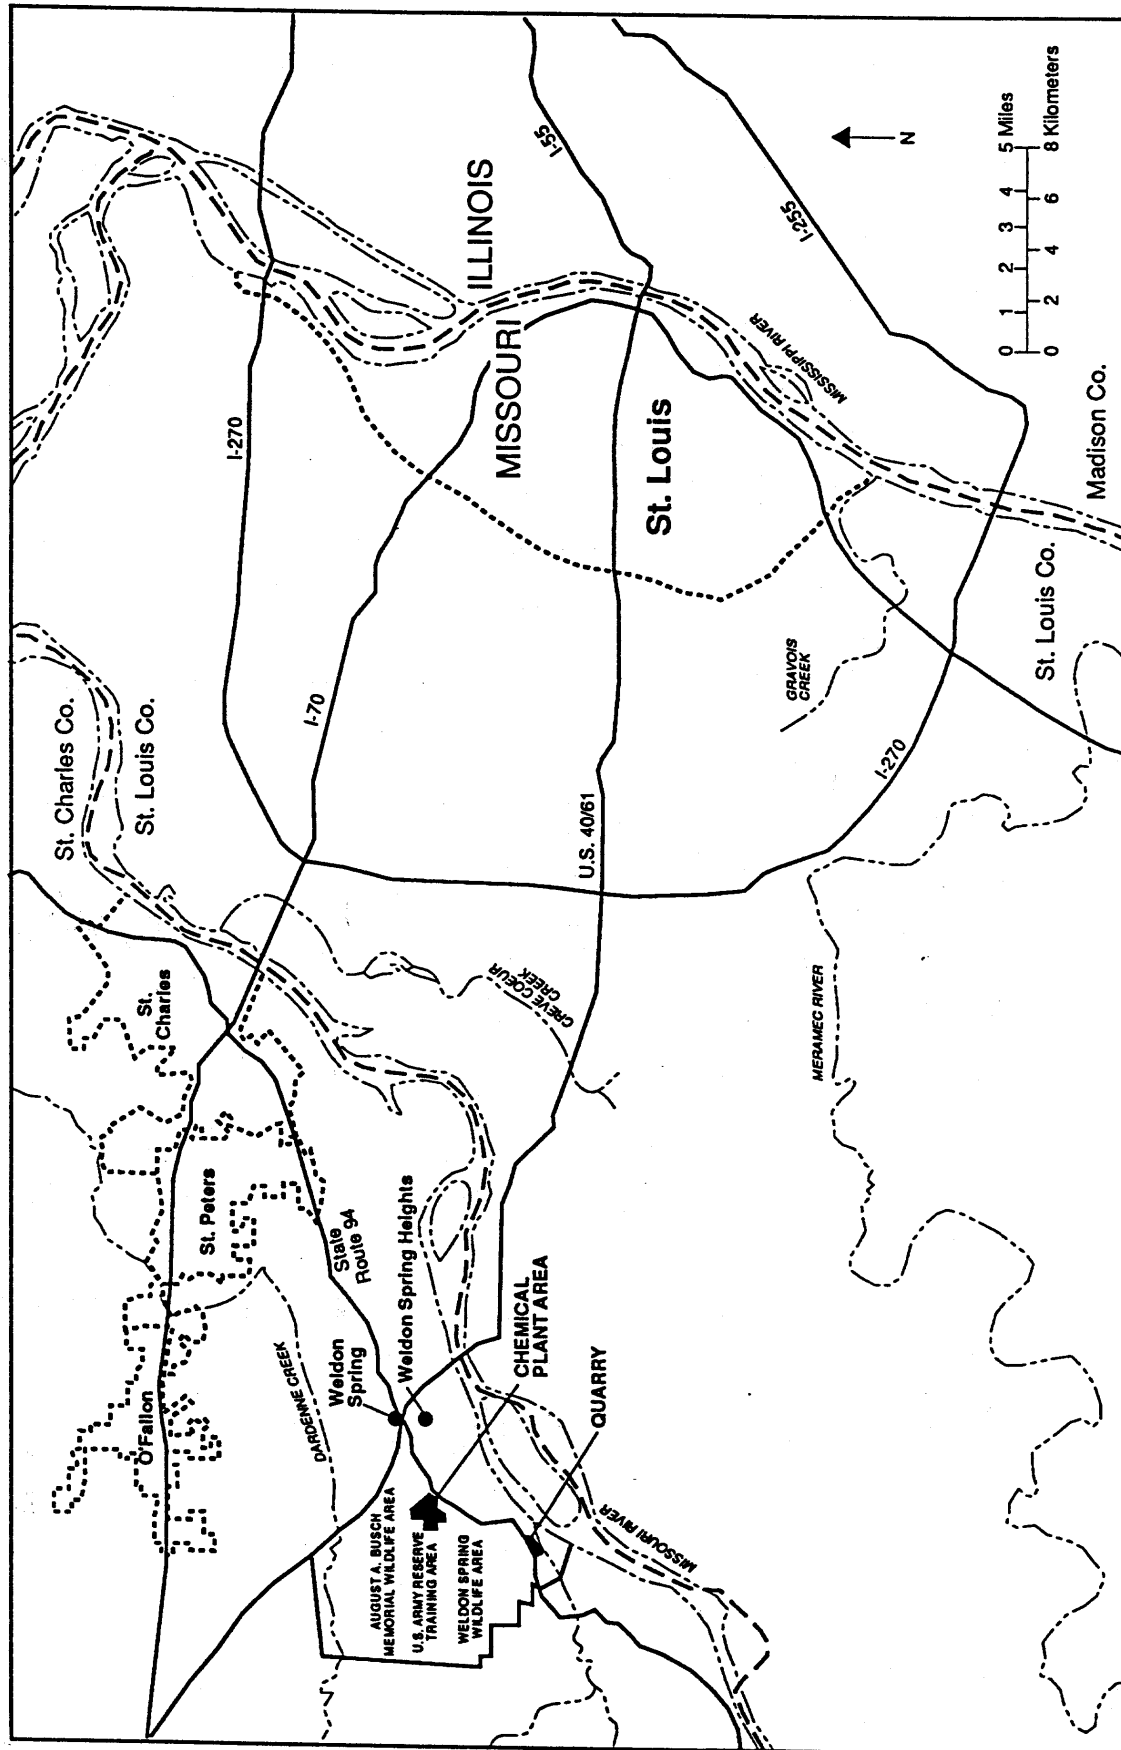 St. Charles Co.
St. Louis Co.
I-270
I-70
ILLINOIS
MISSOURI
I-55
I-255
St. Louis
MISSISSIPPI RIVER
St.
Charles
O'Fallon
St. Peters
State
Route 94
DARDENNE CREEK
Weldon
Spring
Weldon Spring Heights
CHEMICAL
PLANT AREA
QUARRY
AUGUST A. BUSCH
MEMORIAL WILDLIFE AREA
U.S. ARMY RESERVE
TRAINING AREA
WELDON SPRING
WILDLIFE AREA
MISSOURI RIVER
CREVE COEUR
CREEK
U.S. 40/61
GRAVOIS
CREEK
I-270
MERAMEC RIVER
St. Louis Co.
Madison Co.
N
0 1 2 3 4 5 Miles
0 2 4 6 8 Kilometers